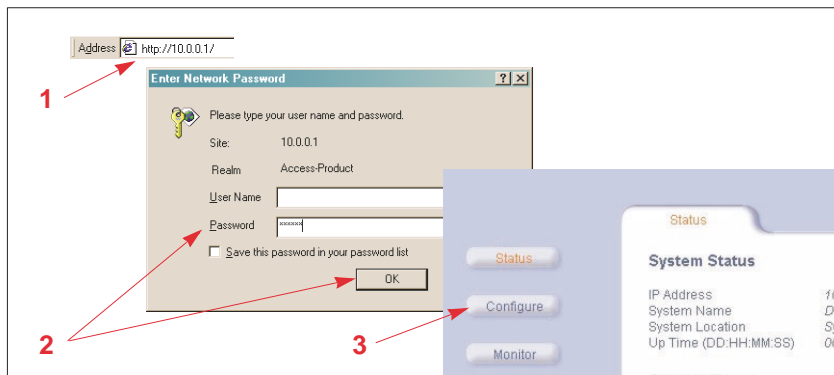 Address http://10.0.0.1/
1
Enter Network Password
Please type your user name and password.
Site: 10.0.0.1
Realm Access-Product
User Name
Password xxxxxx
Save this password in your password list
OK
2
Status
Status
System Status
Configure
IP Address
System Name
System Location
Up Time (DD:HH:MM:SS)
3
Monitor